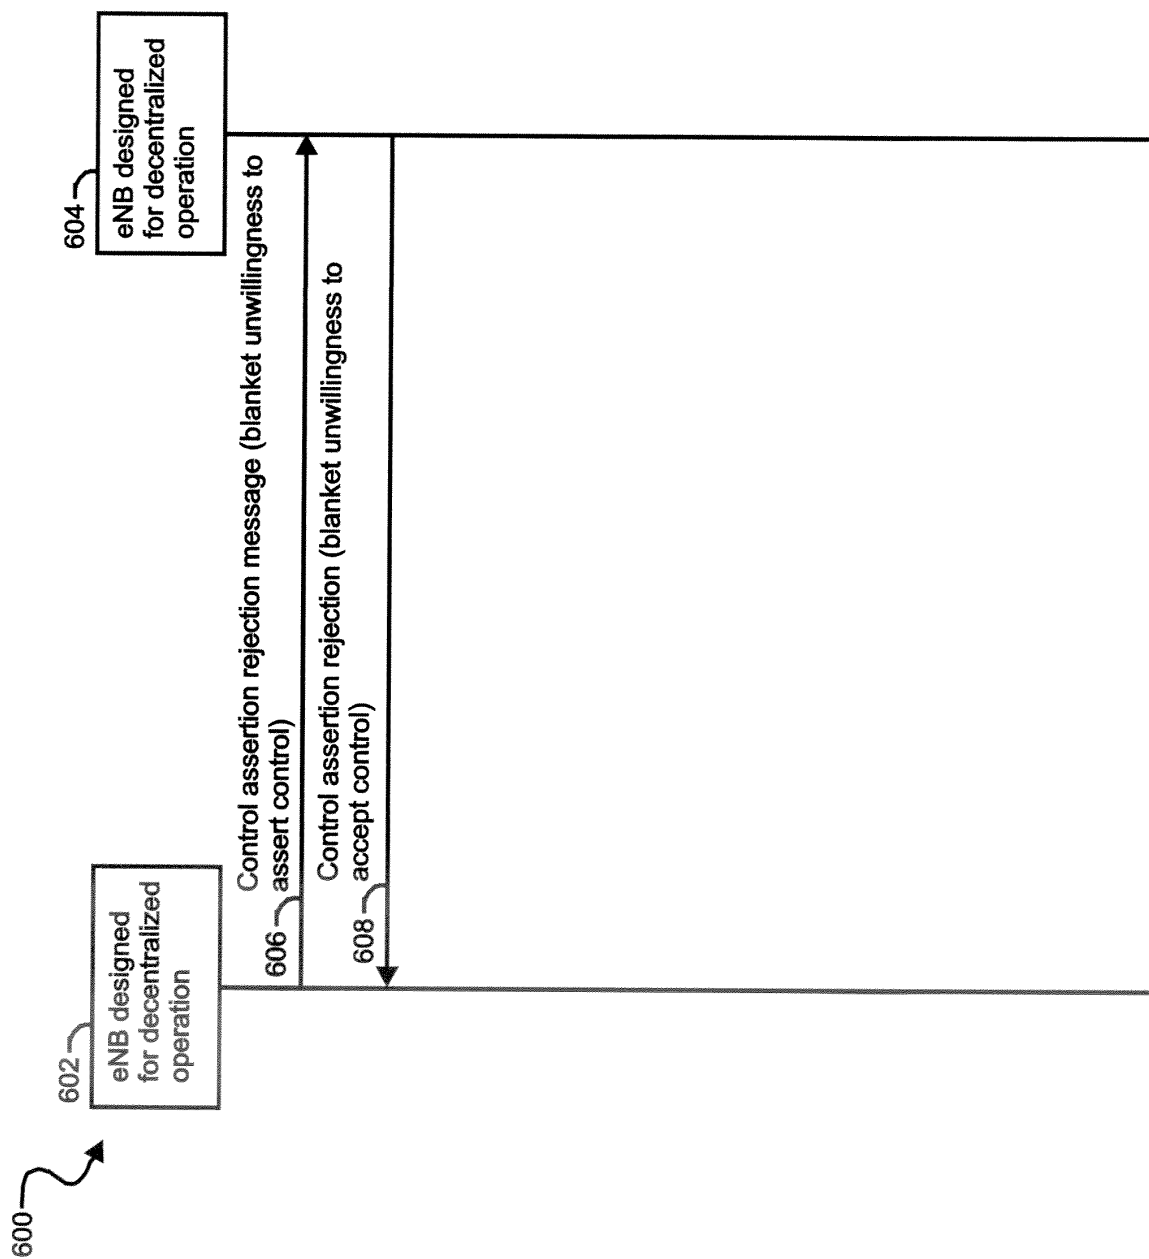 600
602
eNB designed
for decentralized
operation
604
eNB designed
for decentralized
operation
Control assertion rejection message (blanket unwillingness to
assert control)
606
Control assertion rejection (blanket unwillingness to
accept control)
608